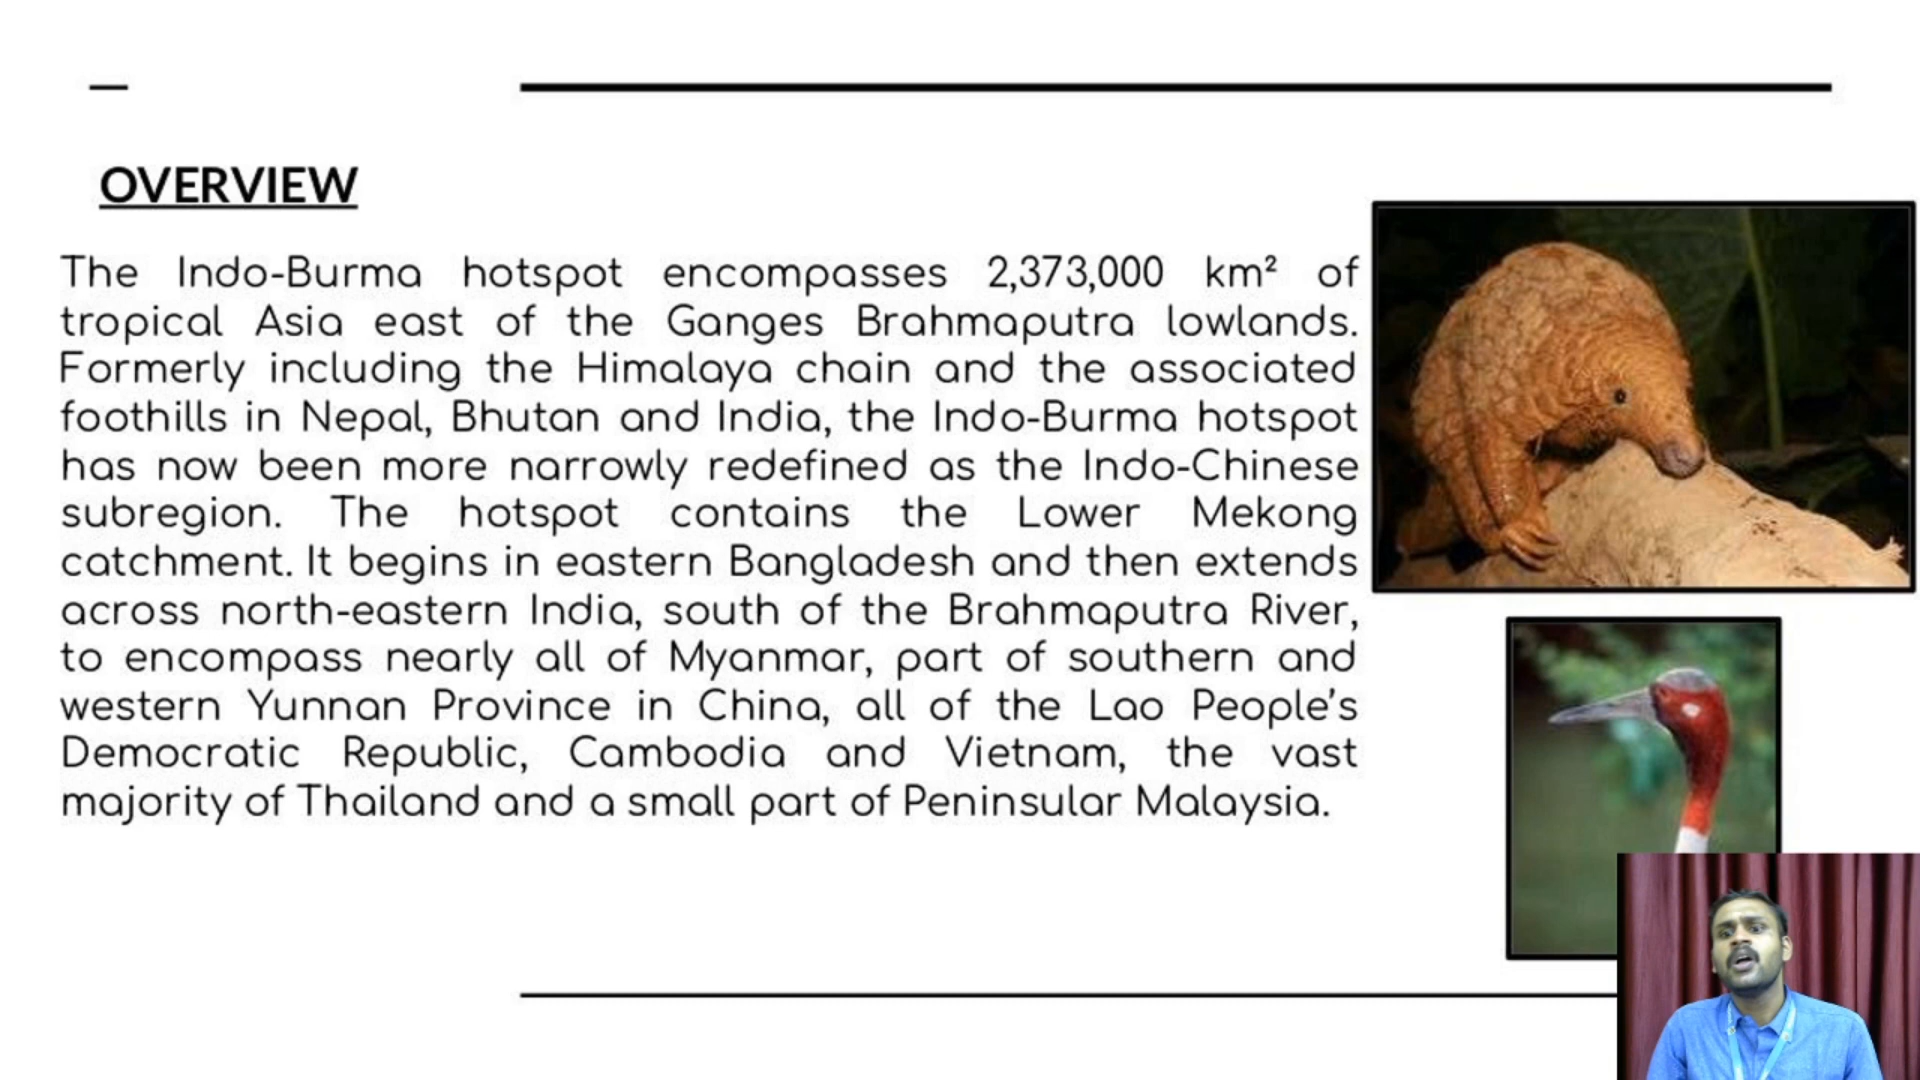 OVERVIEW
The Indo-Burma hotspot encompasses 2,373,000 km² of
tropical Asia east of the Ganges Brahmaputra lowlands.
Formerly including the Himalaya chain and the associated
foothills in Nepal, Bhutan and India, the Indo-Burma hotspot
has now been more narrowly redefined as the Indo-Chinese
subregion. The hotspot contains the Lower Mekong
catchment. It begins in eastern Bangladesh and then extends
across north-eastern India, south of the Brahmaputra River,
to encompass nearly all of Myanmar, part of southern and
western Yunnan Province in China, all of the Lao People's
Democratic Republic, Cambodia and Vietnam, the vast
majority of Thailand and a small part of Peninsular Malaysia.